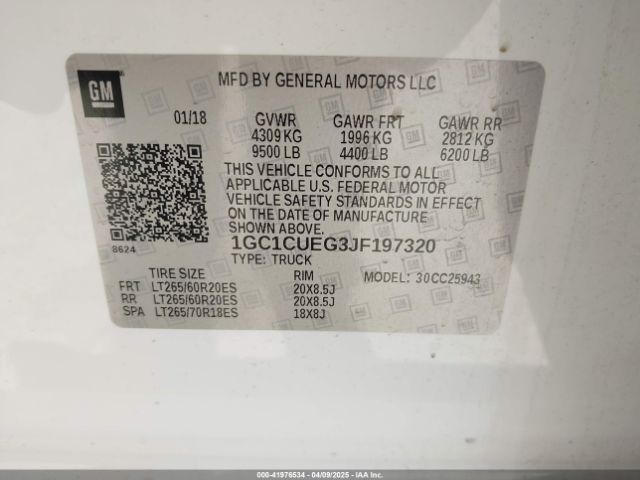 GM
MFD BY GENERAL MOTORS LLC
01/18 GVWR GAWR FRT GAWR RR
4309 KG 1996 KG 2812 KG
9500 LB 4400 LB 6200 LB
THIS VEHICLE CONFORMS TO ALL
APPLICABLE U.S. FEDERAL MOTOR
VEHICLE SAFETY STANDARDS IN EFFECT
ON THE DATE OF MANUFACTURE
SHOWN ABOVE.
8624
1GC1CUEG3JF197320
TYPE: TRUCK
TIRE SIZE RIM MODEL: 30CC25943
FRT LT265/60R20ES 20X8.5J
RR LT265/60R20ES 20X8.5J
SPA LT265/70R18ES 18X8J
000-41976534 - 04/09/2025 - IAA, Inc.